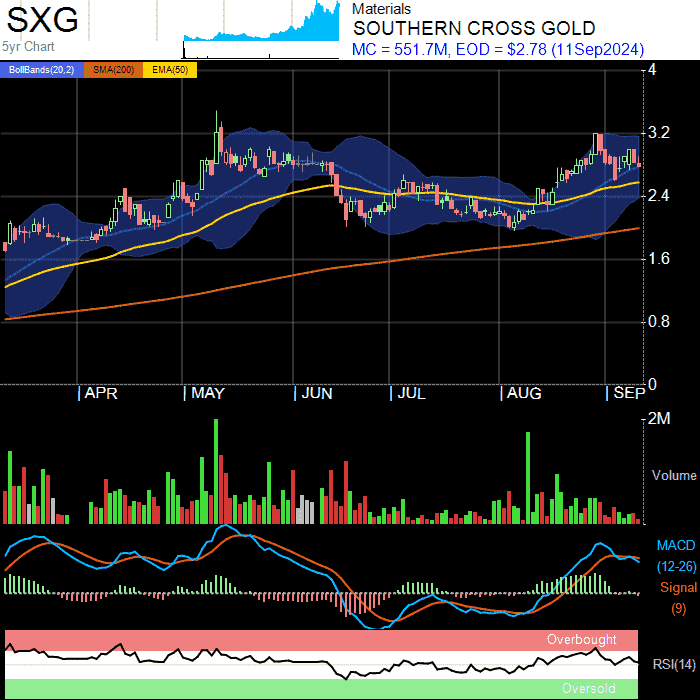 SXG
5yr Chart
Materials
SOUTHERN CROSS GOLD
MC = 551.7M, EOD = $2.78 (11Sep2024)
BollBands(20,2) SMA(200) EMA(50)
4
3.2
2.4
1.6
0.8
0
APR MAY JUN JUL AUG SEP
2M
Volume
MACD
(12-26)
Signal
(9)
Overbought
RSI(14)
Oversold